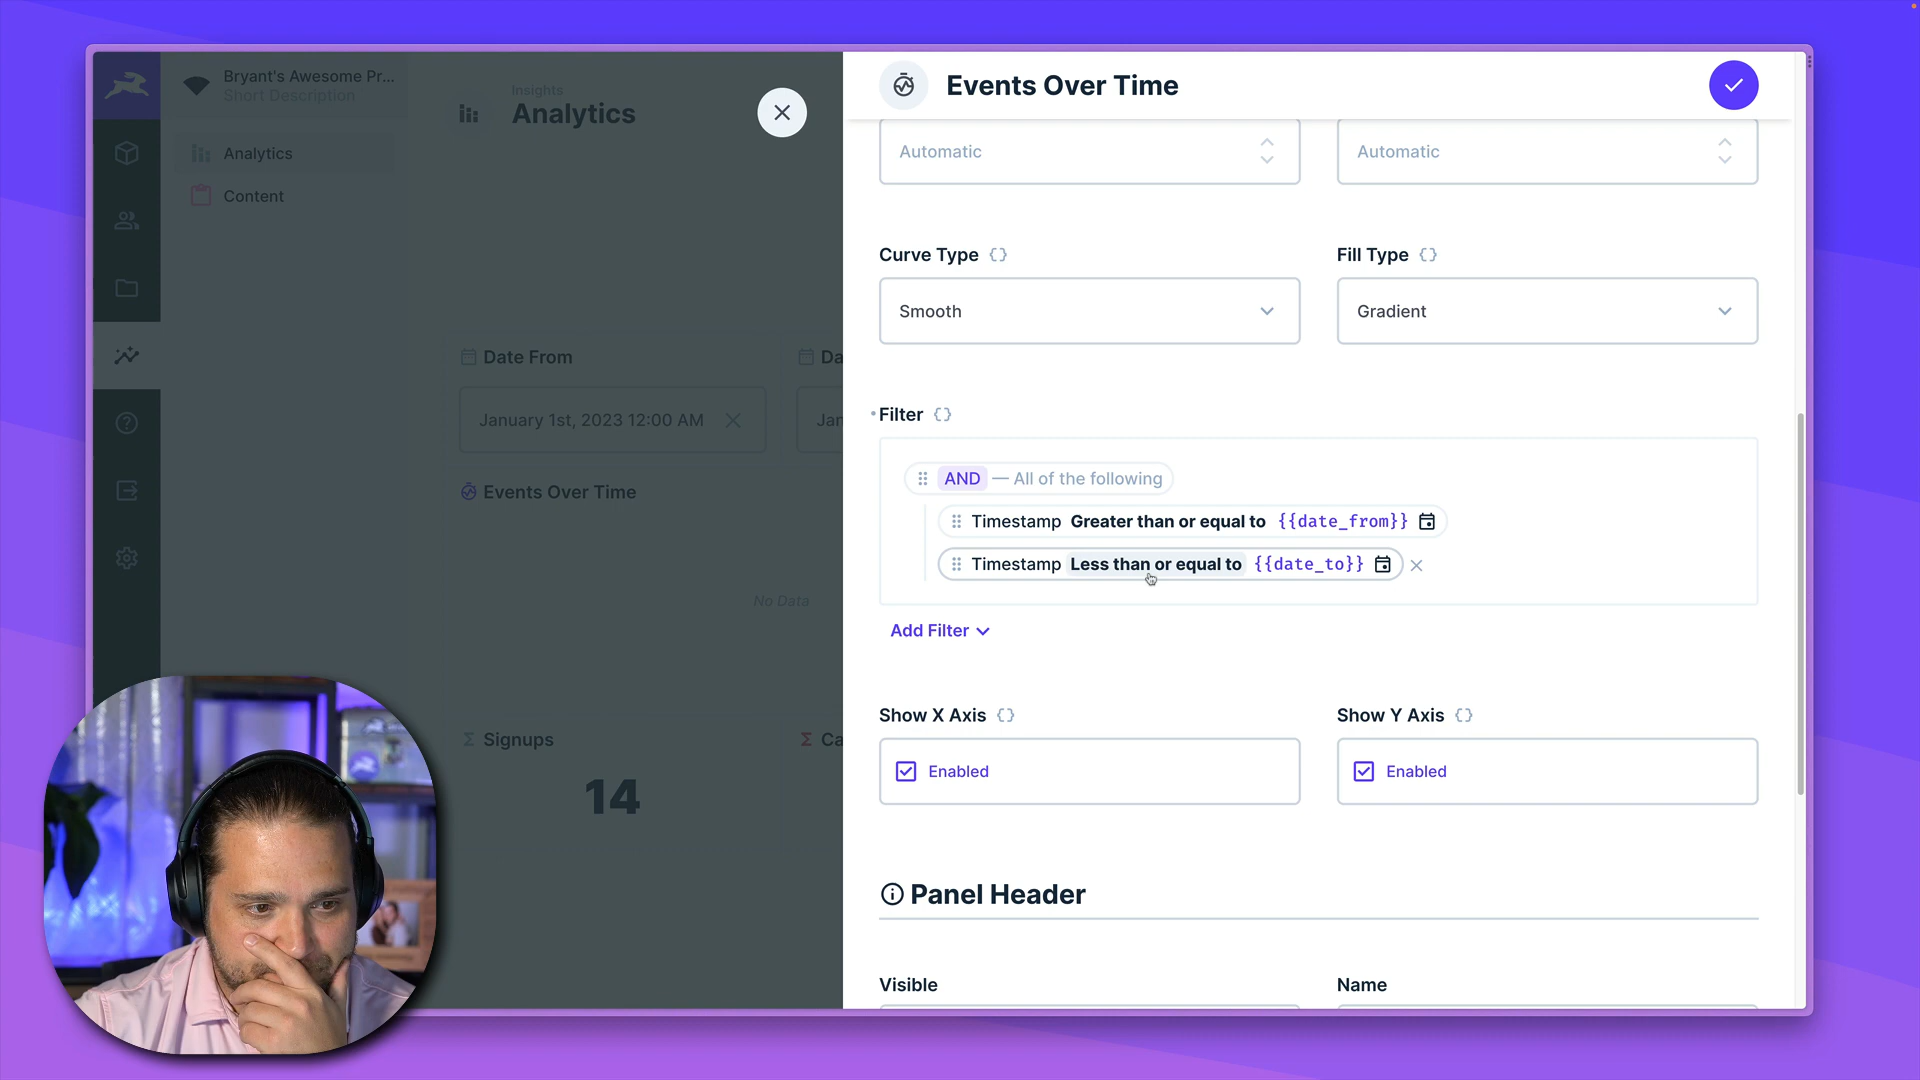 Bryant's Awesome Pr...
Short Description
Analytics
Content
Insights
Analytics
Date From
Da
January 1st, 2023 12:00 AM
Jan
Events Over Time
No Data
Signups
Ca
14
Events Over Time
Automatic
Automatic
Curve Type
Fill Type
Smooth
Gradient
Filter
AND — All of the following
Timestamp Greater than or equal to {{date_from}}
Timestamp Less than or equal to {{date_to}}
Add Filter
Show X Axis
Show Y Axis
Enabled
Enabled
Panel Header
Visible
Name